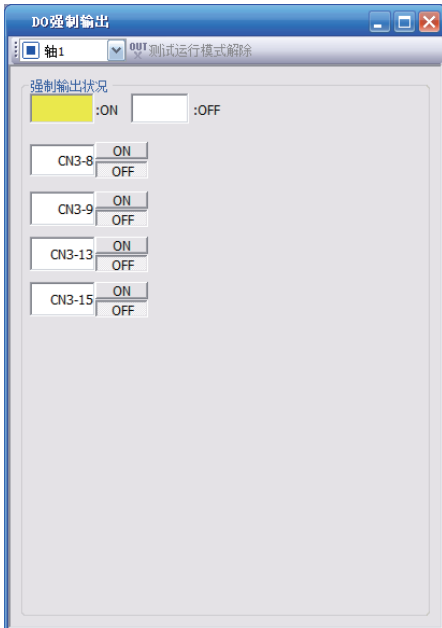 DO强制输出
轴1 OUT 测试运行模式解除
强制输出状况
:ON :OFF
CN3-8 ON
OFF
CN3-9 ON
OFF
CN3-13 ON
OFF
CN3-15 ON
OFF